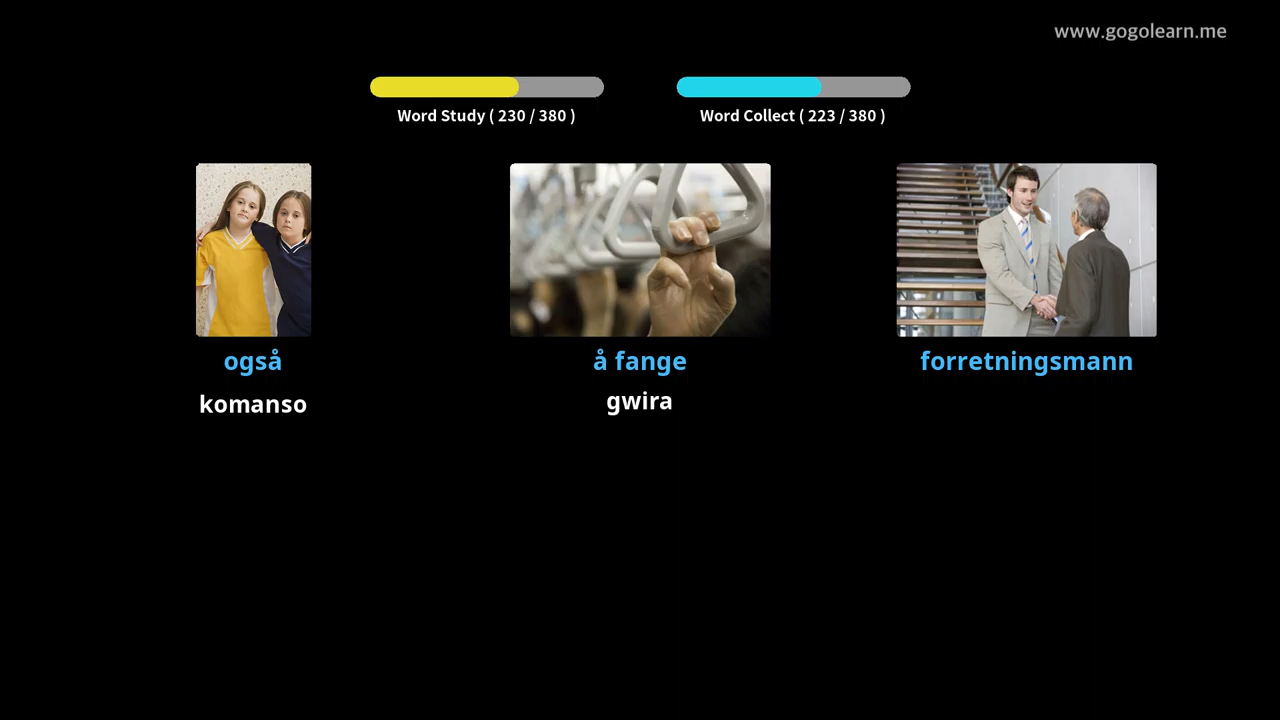 www.gogolearn.me
Word Study ( 230 / 380 )
Word Collect ( 223 / 380 )
også
å fange
forretningsmann
komanso
gwira